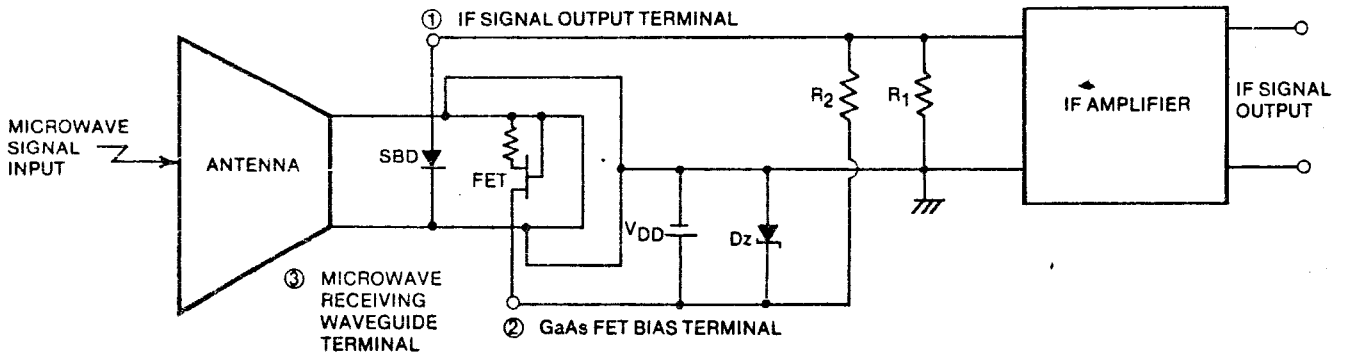 ① IF SIGNAL OUTPUT TERMINAL
MICROWAVE
SIGNAL
INPUT
ANTENNA
SBD
FET
R2
R1
VDD
Dz
IF AMPLIFIER
IF SIGNAL
OUTPUT
③ MICROWAVE
RECEIVING
WAVEGUIDE
TERMINAL
② GaAs FET BIAS TERMINAL